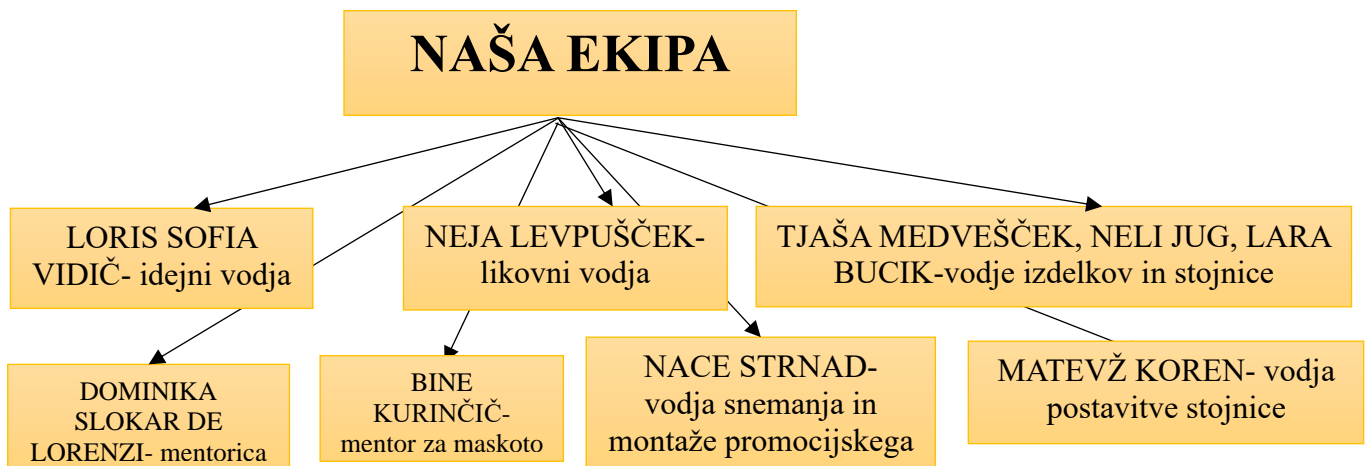 NAŠA EKIPA
LORIS SOFIA
VIDIČ- idejni vodja
NEJA LEVPUŠČEK-
likovni vodja
TJAŠA MEDVEŠČEK, NELI JUG, LARA
BUCIK-vodje izdelkov in stojnice
DOMINIKA
SLOKAR DE
LORENZI- mentorica
BINE
KURINČIČ-
mentor za maskoto
NACE STRNAD-
vodja snemanja in
montaže promocijskega
MATEVŽ KOREN- vodja
postavitve stojnice